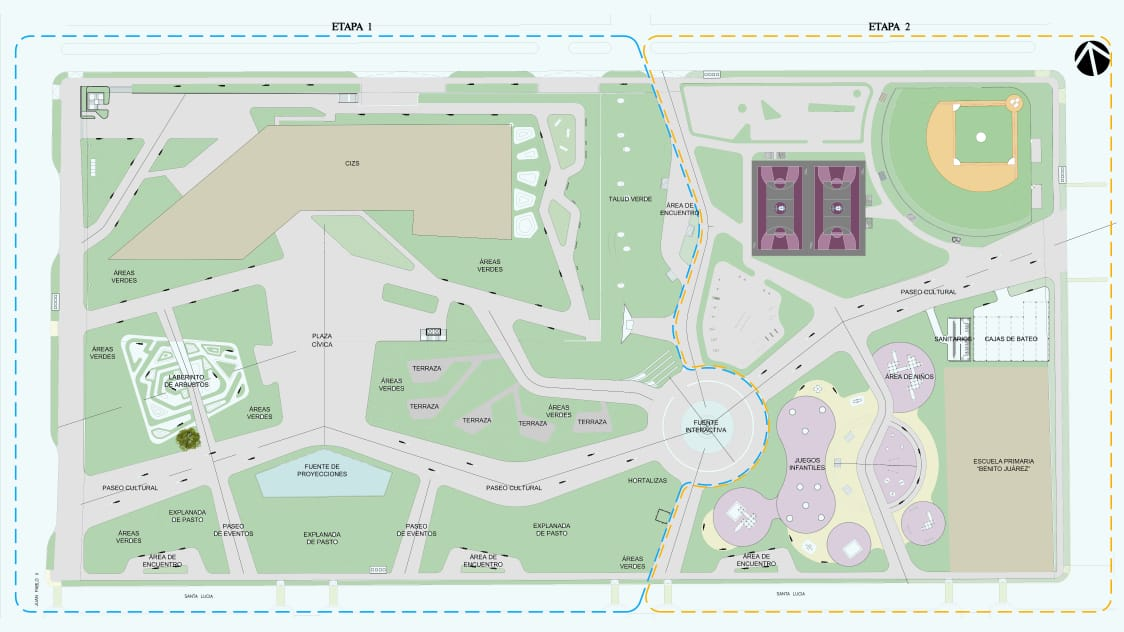 ETAPA 1
ETAPA 2
CIZS
TALUD VERDE
ÁREA DE
ENCUENTRO
ÁREAS
VERDES
ÁREAS
VERDES
PASEO CULTURAL
PLAZA
CÍVICA
SANITARIOS
CAJAS DE BATEO
ÁREAS
VERDES
LABERINTO
DE ARBUSTOS
TERRAZA
ÁREAS
VERDES
ÁREA DE NIÑOS
TERRAZA
ÁREAS
VERDES
ÁREAS
VERDES
TERRAZA
TERRAZA
TERRAZA
FUENTE
INTERACTIVA
FUENTE DE
PROYECCIONES
JUEGOS
INFANTILES
ESCUELA PRIMARIA
"BENITO JUÁREZ"
PASEO CULTURAL
PASEO CULTURAL
HORTALIZAS
EXPLANADA
DE PASTO
PASEO
DE EVENTOS
PASEO
DE EVENTOS
EXPLANADA
DE PASTO
ÁREAS
VERDES
EXPLANADA
DE PASTO
ÁREA DE
ENCUENTRO
ÁREA DE
ENCUENTRO
ÁREAS
VERDES
ÁREA DE
ENCUENTRO
JUAN PABLO II
SANTA LUCIA
SANTA LUCIA